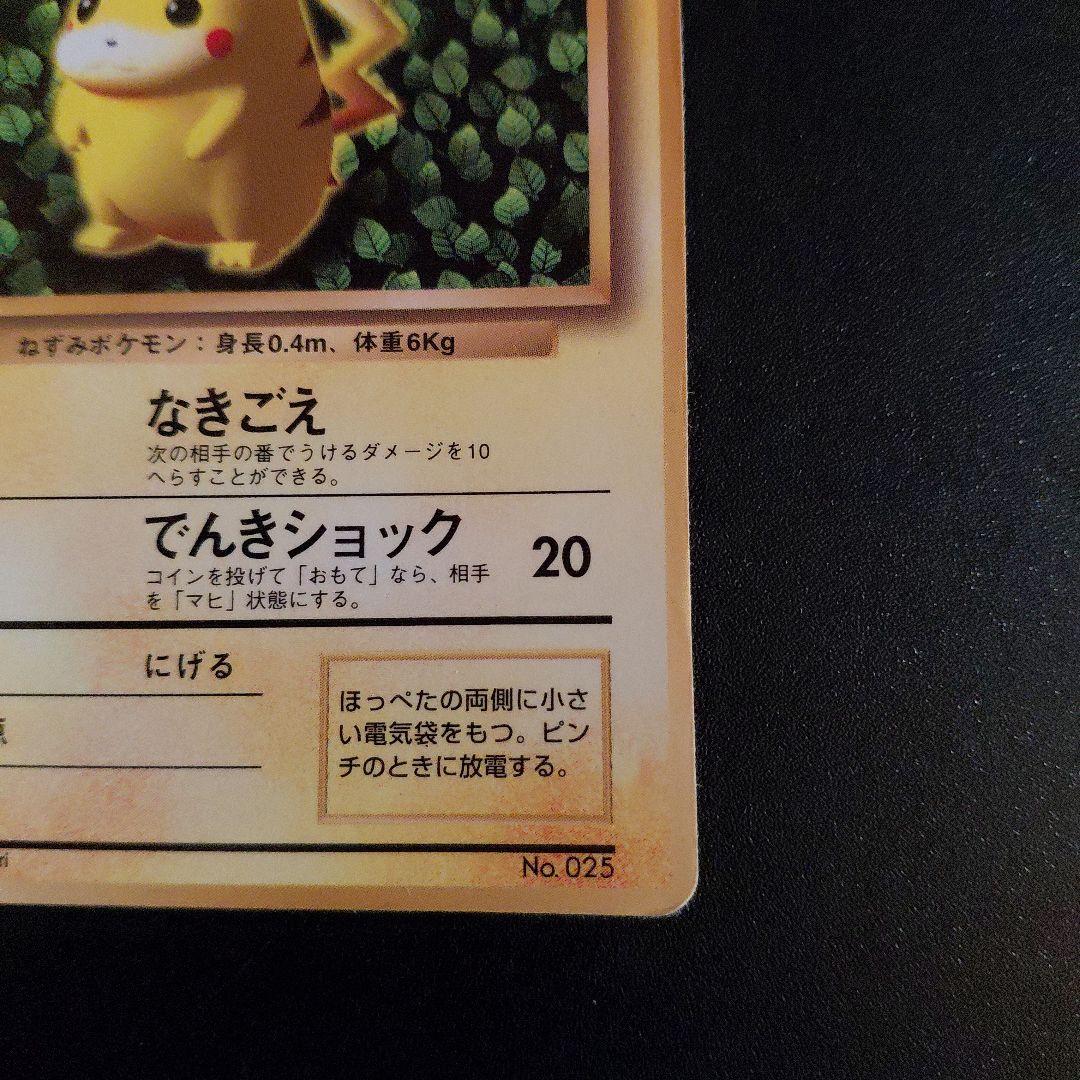 ねずみポケモン：身長0.4m、体重6Kg
なきごえ
次の相手の番でうけるダメージを10
へらすことができる。
でんきショック
20
コインを投げて「おもて」なら、相手
を「マヒ」状態にする。
にげる
ほっぺたの両側に小さ
い電気袋をもつ。ピン
チのときに放電する。
No. 025